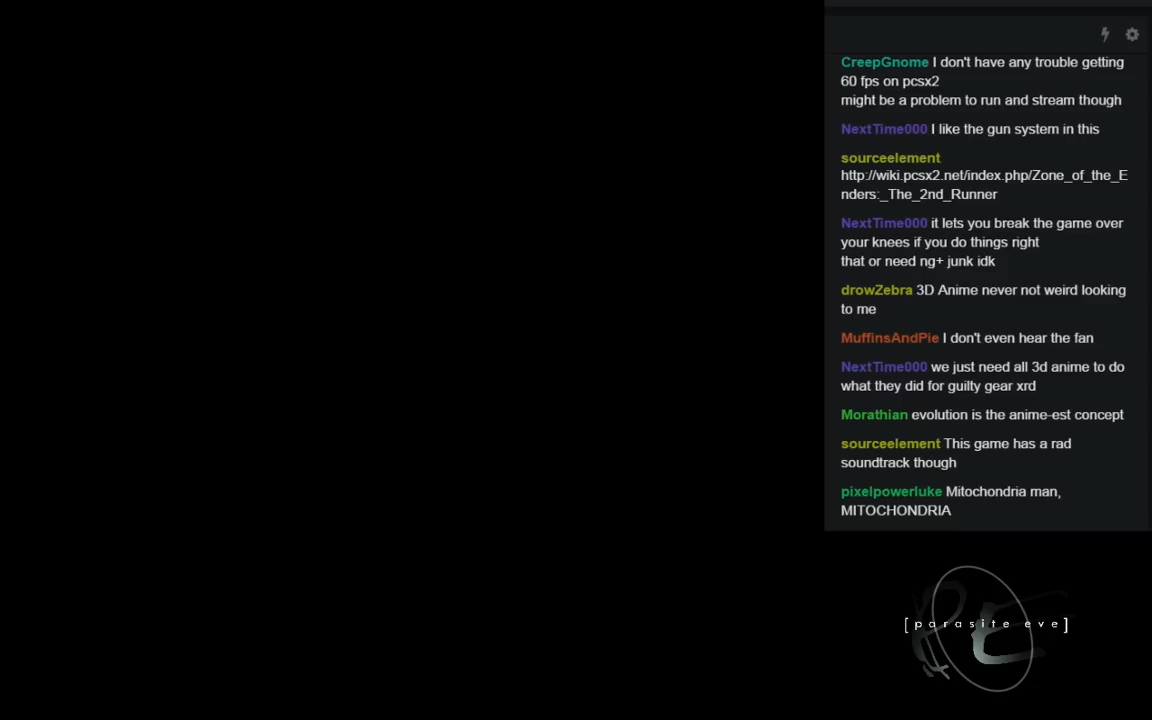 CreepGnome I don't have any trouble getting
60 fps on pcsx2
might be a problem to run and stream though
NextTime000 I like the gun system in this
sourceelement
http://wiki.pcsx2.net/index.php/Zone_of_the_E
nders:_The_2nd_Runner
NextTime000 it lets you break the game over
your knees if you do things right
that or need ng+ junk idk
drowZebra 3D Anime never not weird looking
to me
MuffinsAndPie I don't even hear the fan
NextTime000 we just need all 3d anime to do
what they did for guilty gear xrd
Morathian evolution is the anime-est concept
sourceelement This game has a rad
soundtrack though
pixelpowerluke Mitochondria man,
MITOCHONDRIA
[parasite eve]
PE